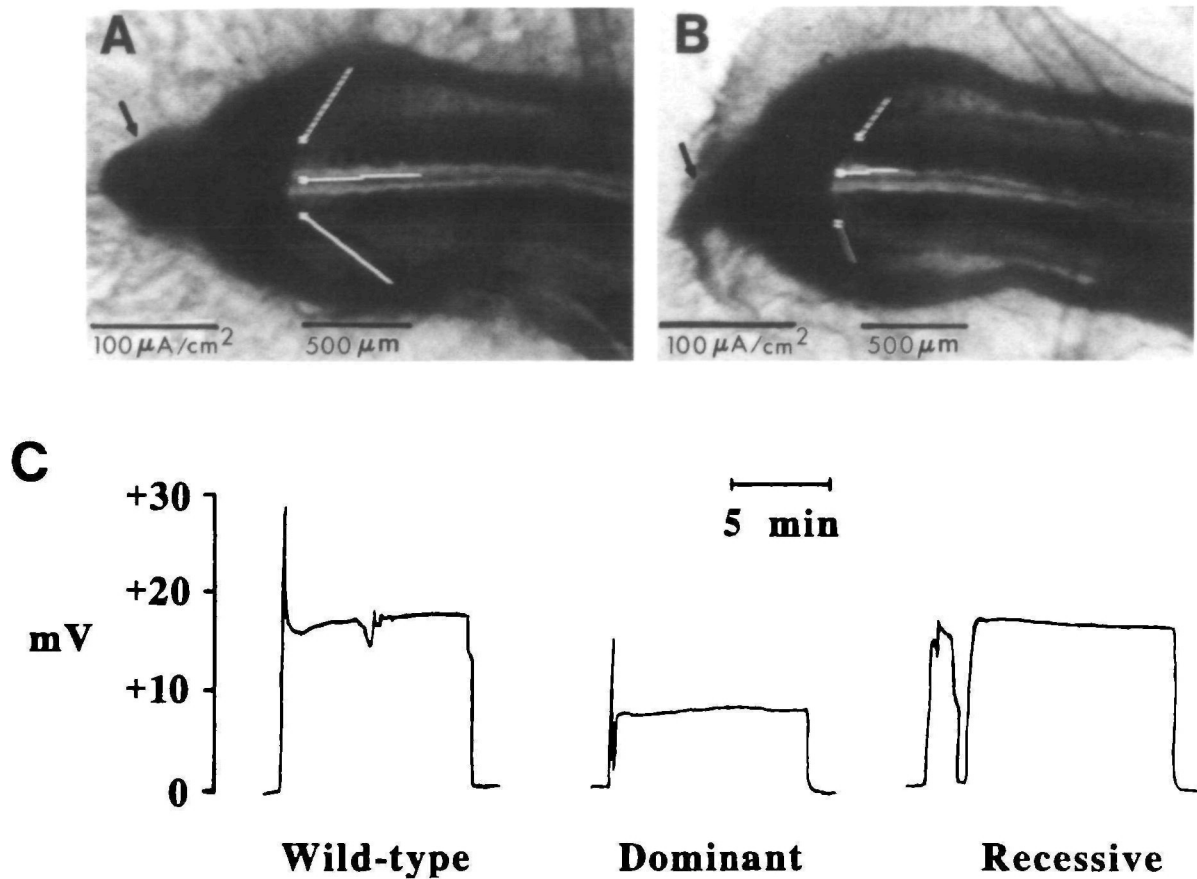 A
B
100 μA/cm²
500 μm
100 μA/cm²
500 μm
C
+30
+20
mV
+10
0
5 min
Wild-type
Dominant
Recessive